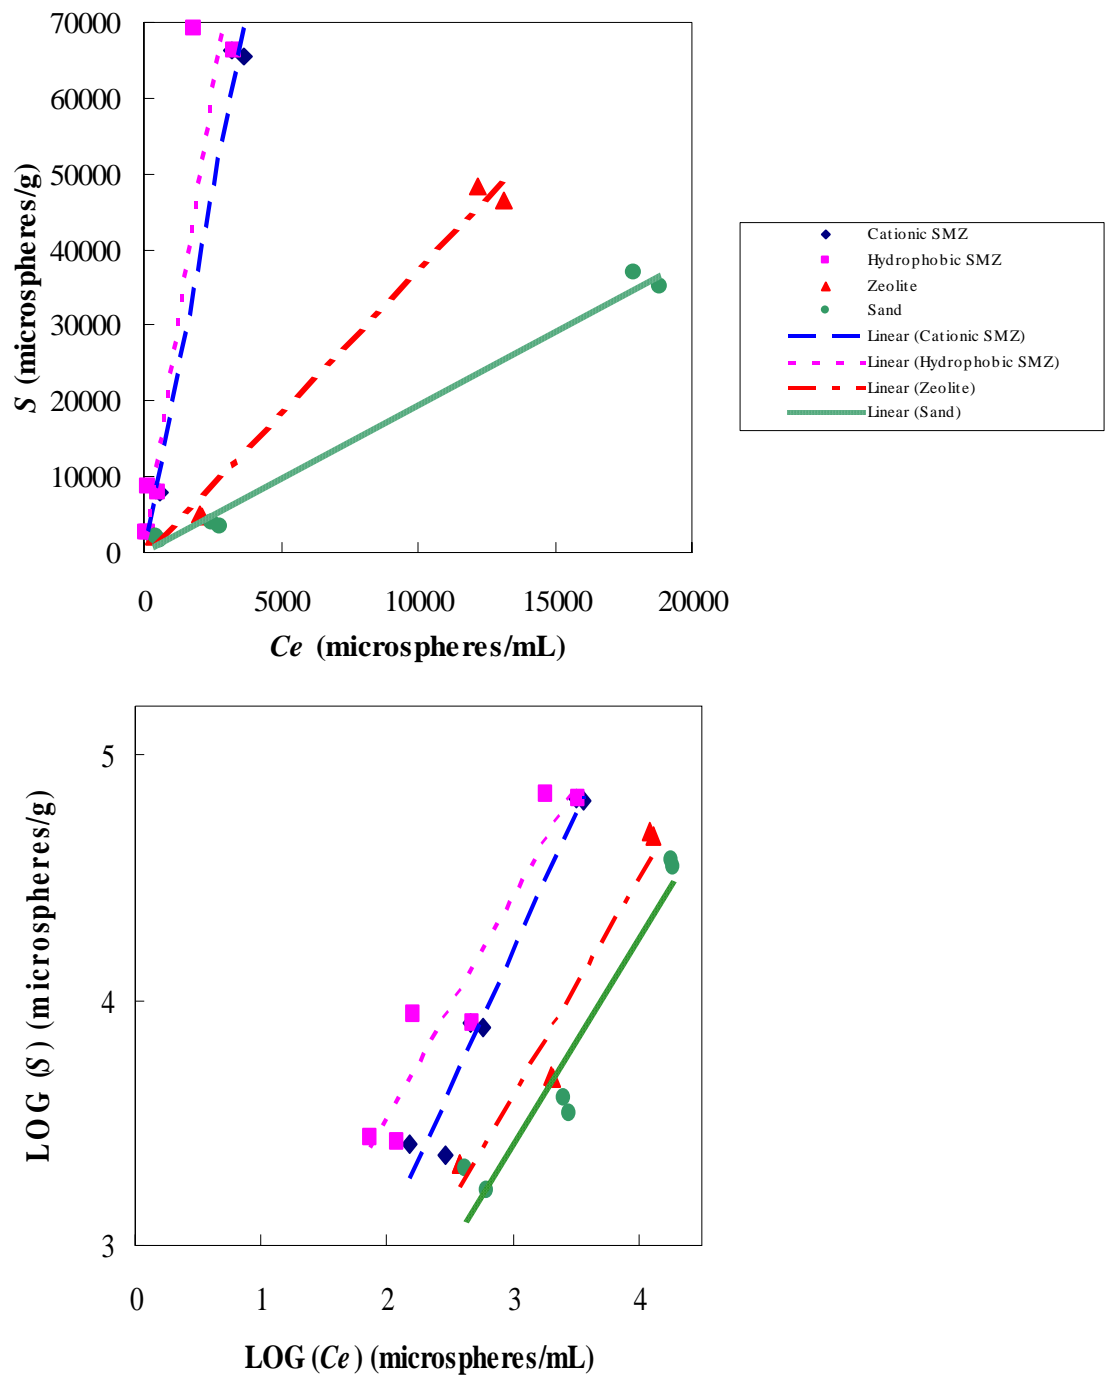 70000
60000
50000
40000
30000
20000
10000
0
S (microspheres/g)
0 5000 10000 15000 20000
Ce (microspheres/mL)
Cationic SMZ
Hydrophobic SMZ
Zeolite
Sand
Linear (Cationic SMZ)
Linear (Hydrophobic SMZ)
Linear (Zeolite)
Linear (Sand)
5
4
3
LOG (S) (microspheres/g)
0 1 2 3 4
LOG (Ce) (microspheres/mL)